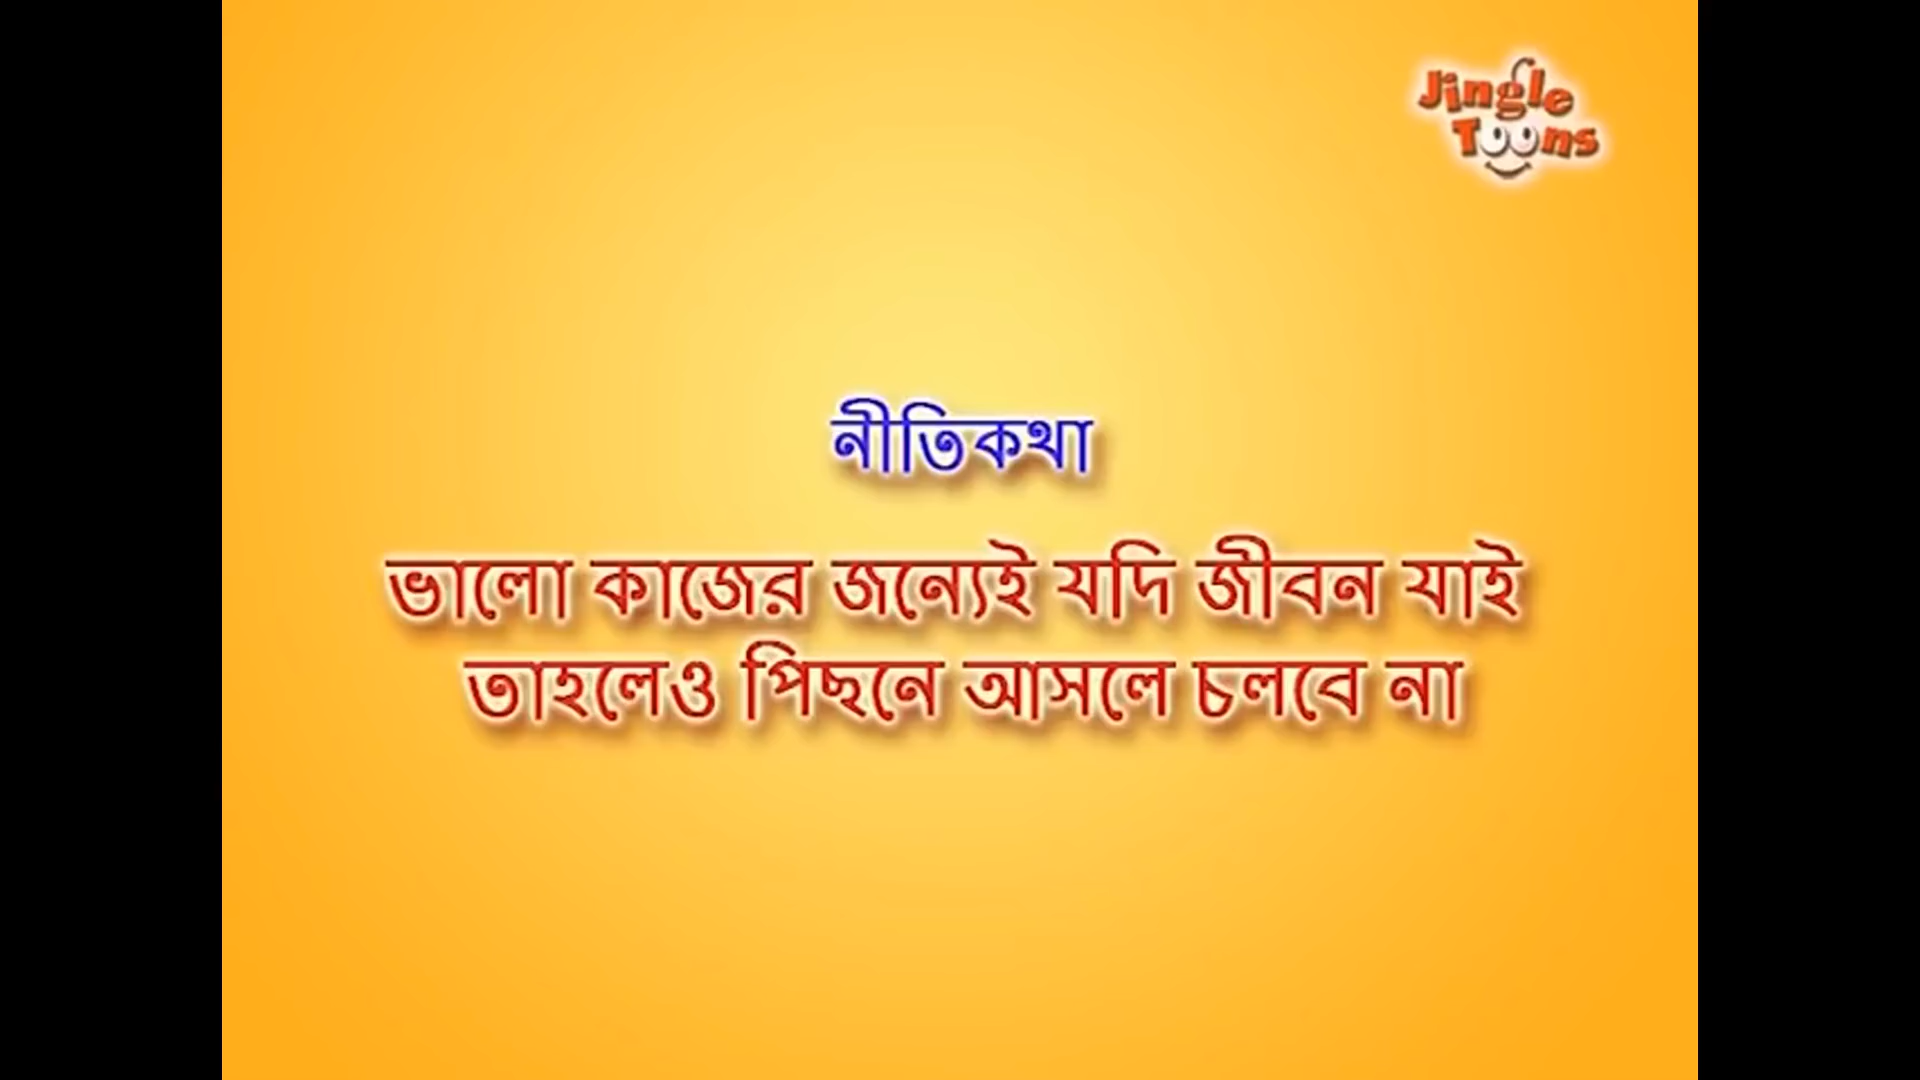 Jingle
Toons
নীতিকথা
ভালো কাজের জন্যেই যদি জীবন যাই
তাহলেও পিছনে আসলে চলবে না